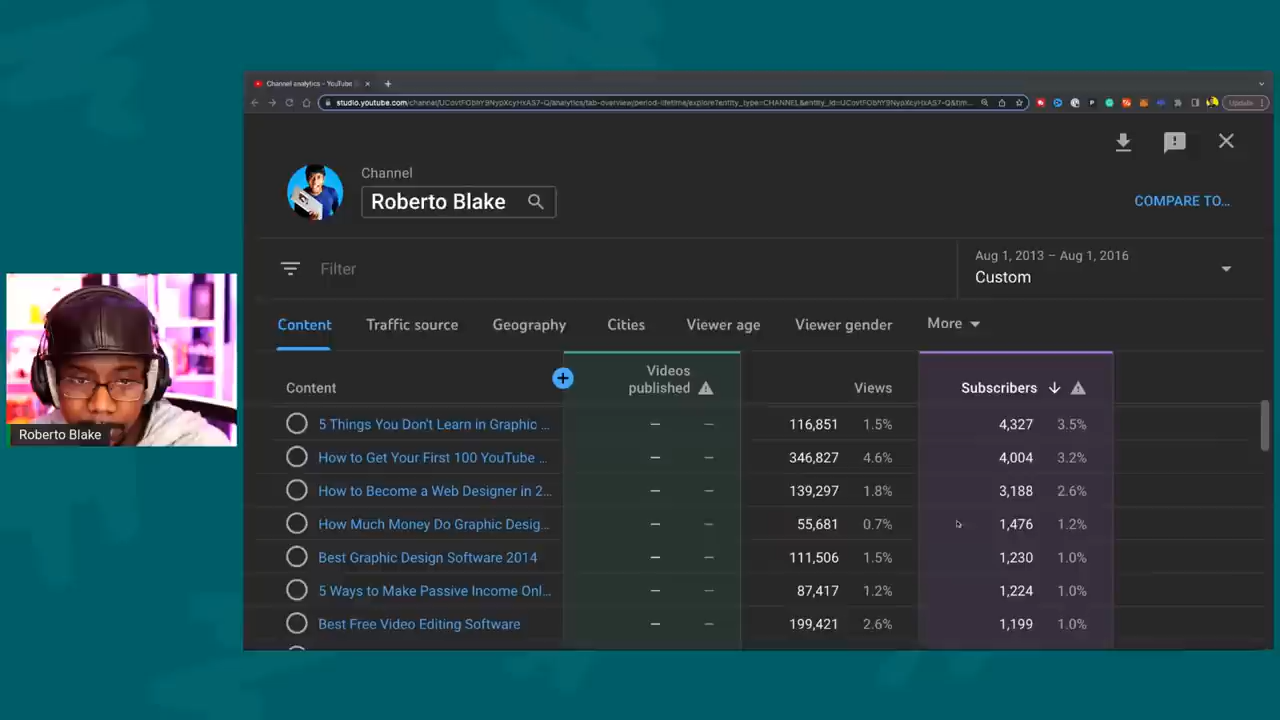 Channel analytics - YouTube
studio.youtube.com
Update
Channel
Roberto Blake
COMPARE TO...
Filter
Aug 1, 2013 – Aug 1, 2016
Custom
Content Traffic source Geography Cities Viewer age Viewer gender More
Content Videos published Views Subscribers
5 Things You Don't Learn in Graphic ... — – 116,851 1.5% 4,327 3.5%
How to Get Your First 100 YouTube ... — – 346,827 4.6% 4,004 3.2%
How to Become a Web Designer in 2... — – 139,297 1.8% 3,188 2.6%
How Much Money Do Graphic Desig... — – 55,681 0.7% 1,476 1.2%
Best Graphic Design Software 2014 — – 111,506 1.5% 1,230 1.0%
5 Ways to Make Passive Income Onl... — – 87,417 1.2% 1,224 1.0%
Best Free Video Editing Software — – 199,421 2.6% 1,199 1.0%
Roberto Blake